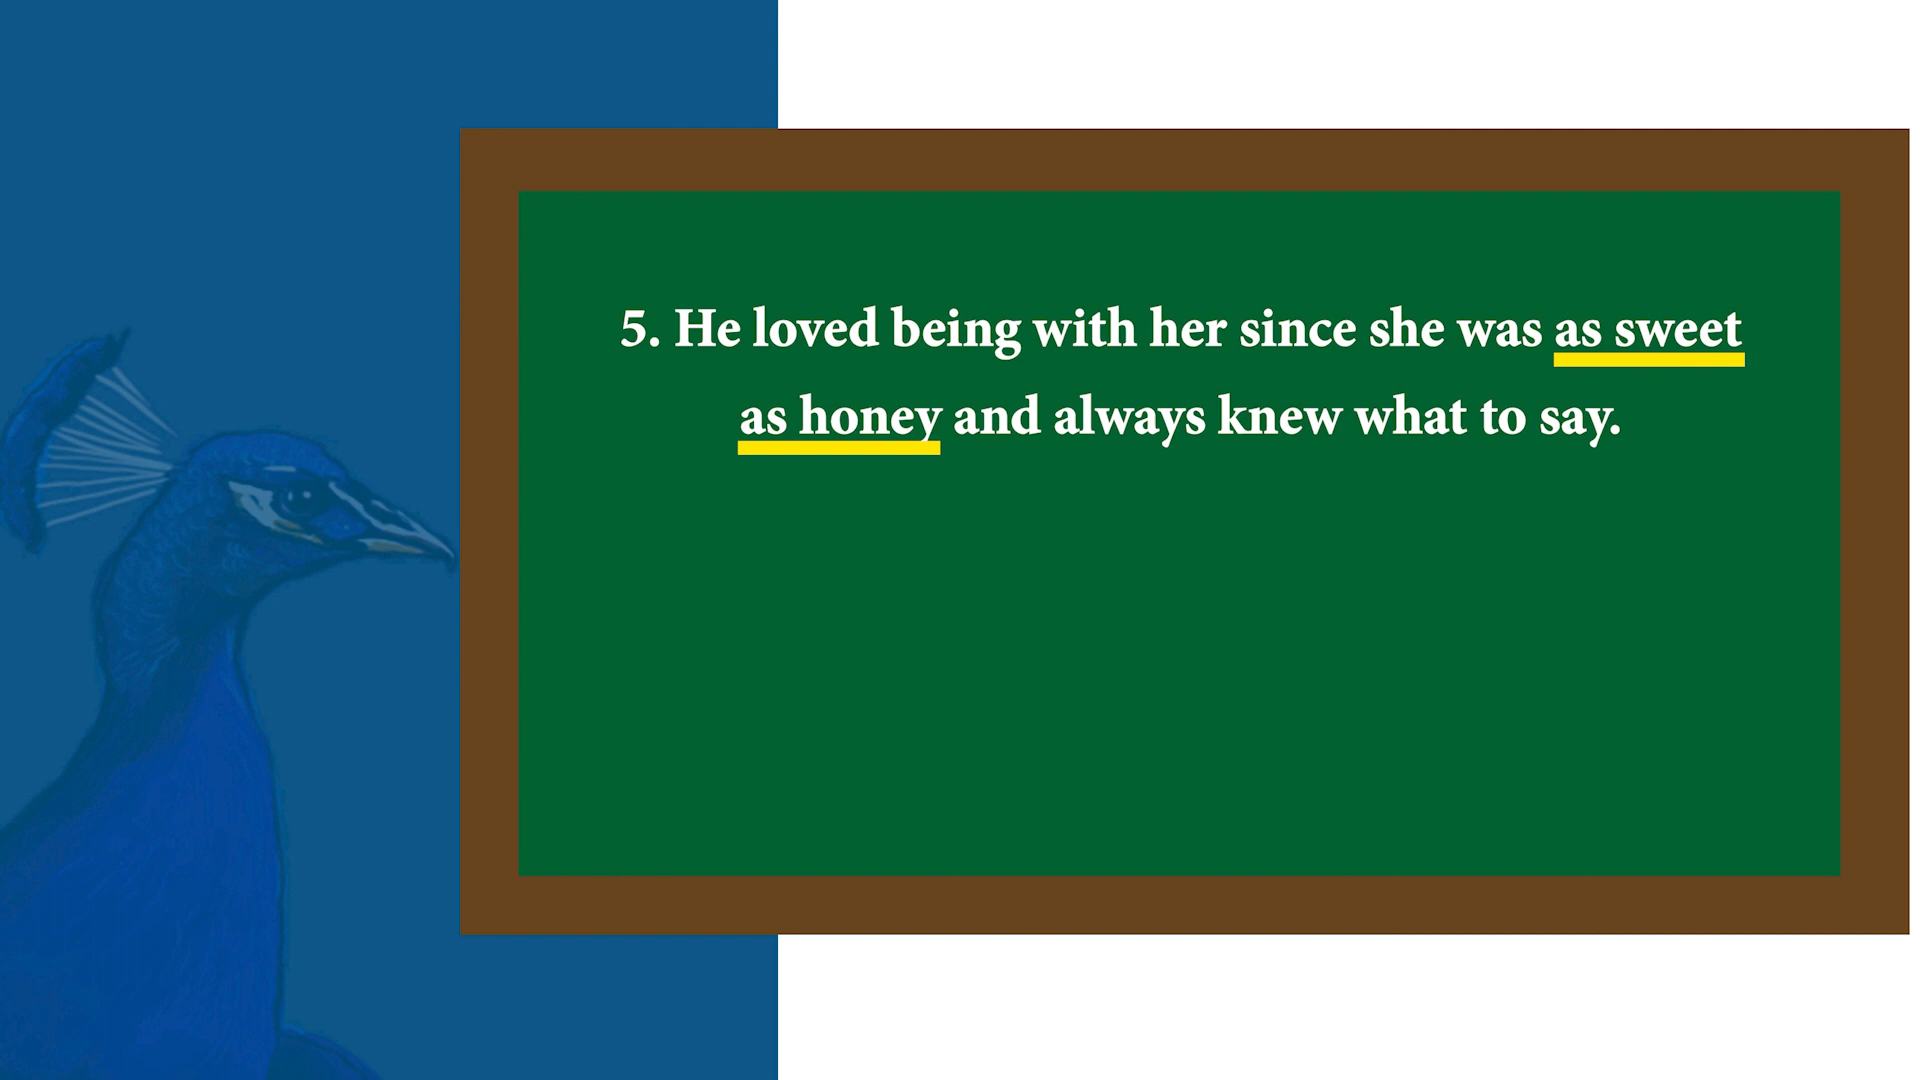 5. He loved being with her since she was as sweet
as honey and always knew what to say.